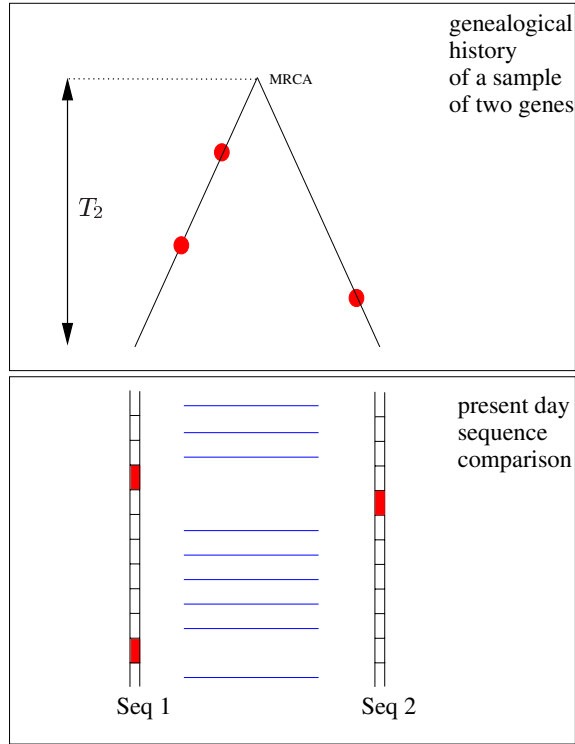 genealogical
history
of a sample
of two genes
MRCA
T₂
present day
sequence
comparison
Seq 1
Seq 2